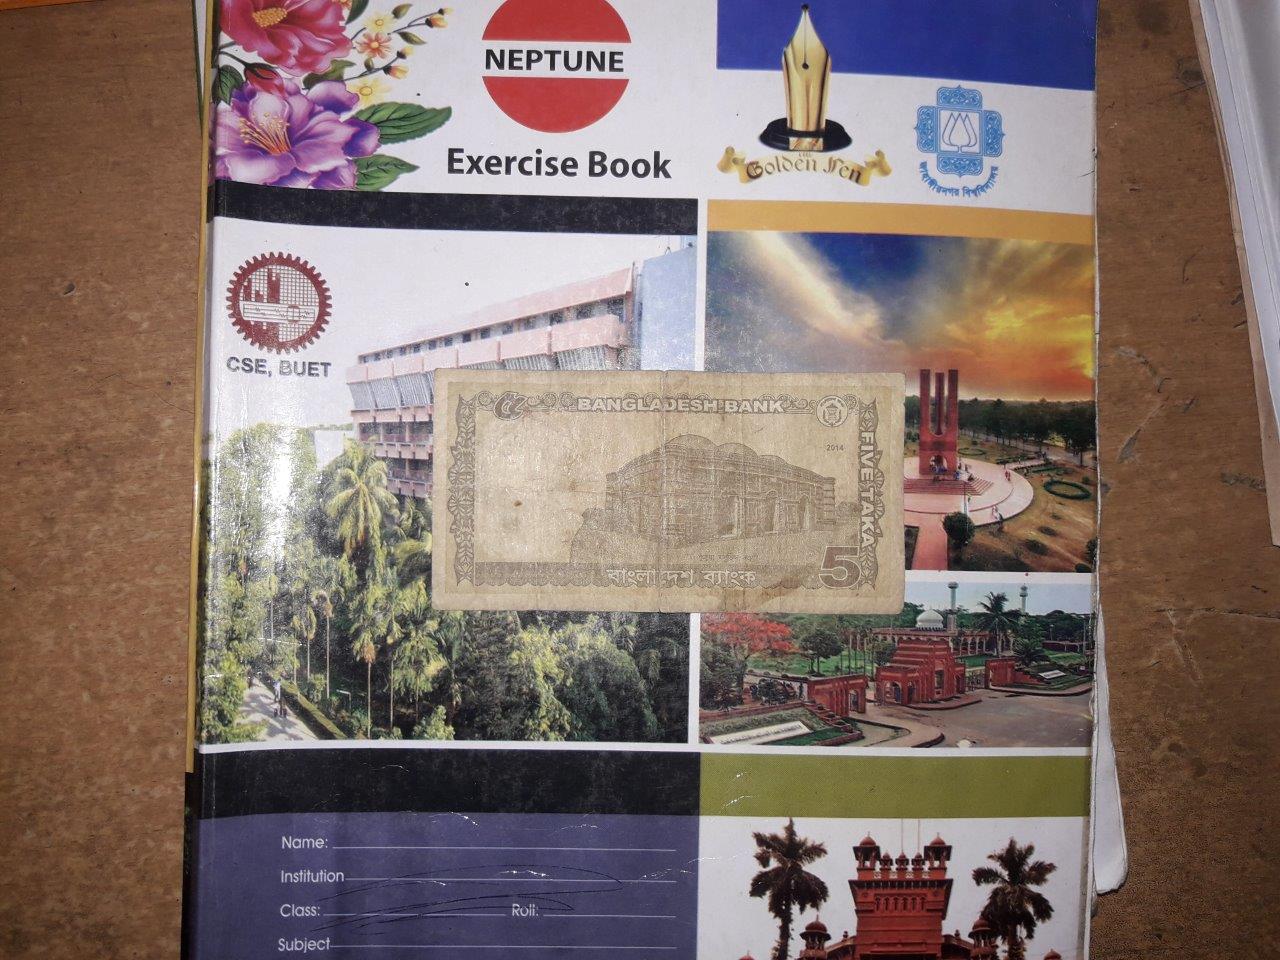 NEPTUNE
Exercise Book
Golden Pen
জাহাঙ্গীরনগর বিশ্ববিদ্যালয়
CSE, BUET
৫
BANGLADESH BANK
2014
FIVE TAKA
বাংলাদেশ ব্যাংক
5
Name:
Institution
Class:
Roll:
Subject